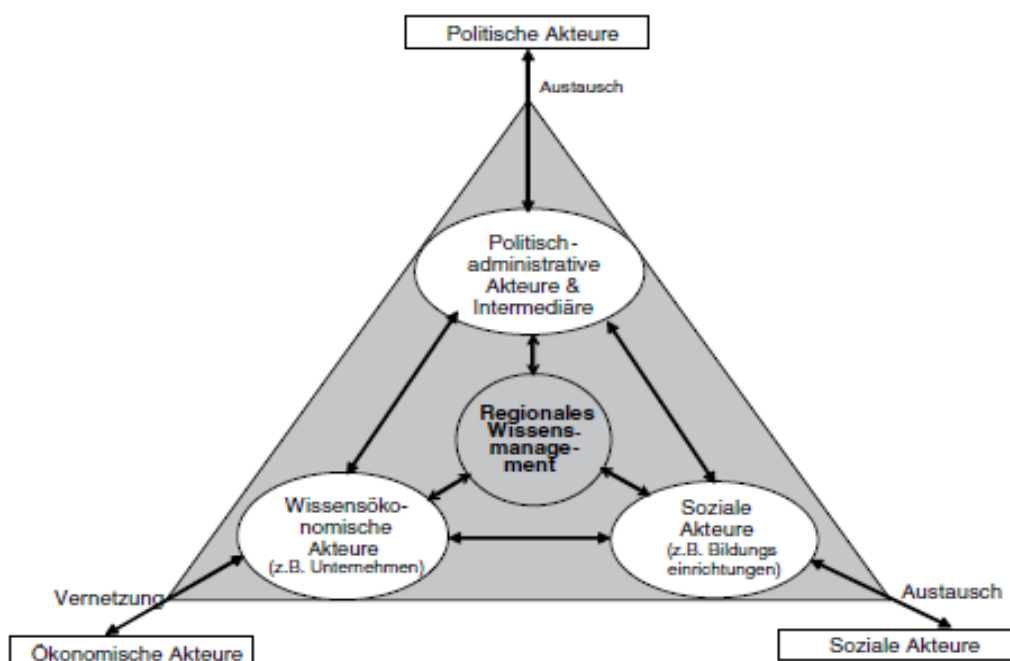 Politische Akteure
Austausch
Politisch-
administrative
Akteure &
Intermediäre
Regionales
Wissens-
manage-
ment
Wissensöko-
nomische
Akteure
(z.B. Unternehmen)
Soziale
Akteure
(z.B. Bildungs
einrichtungen)
Vernetzung
Austausch
Ökonomische Akteure
Soziale Akteure